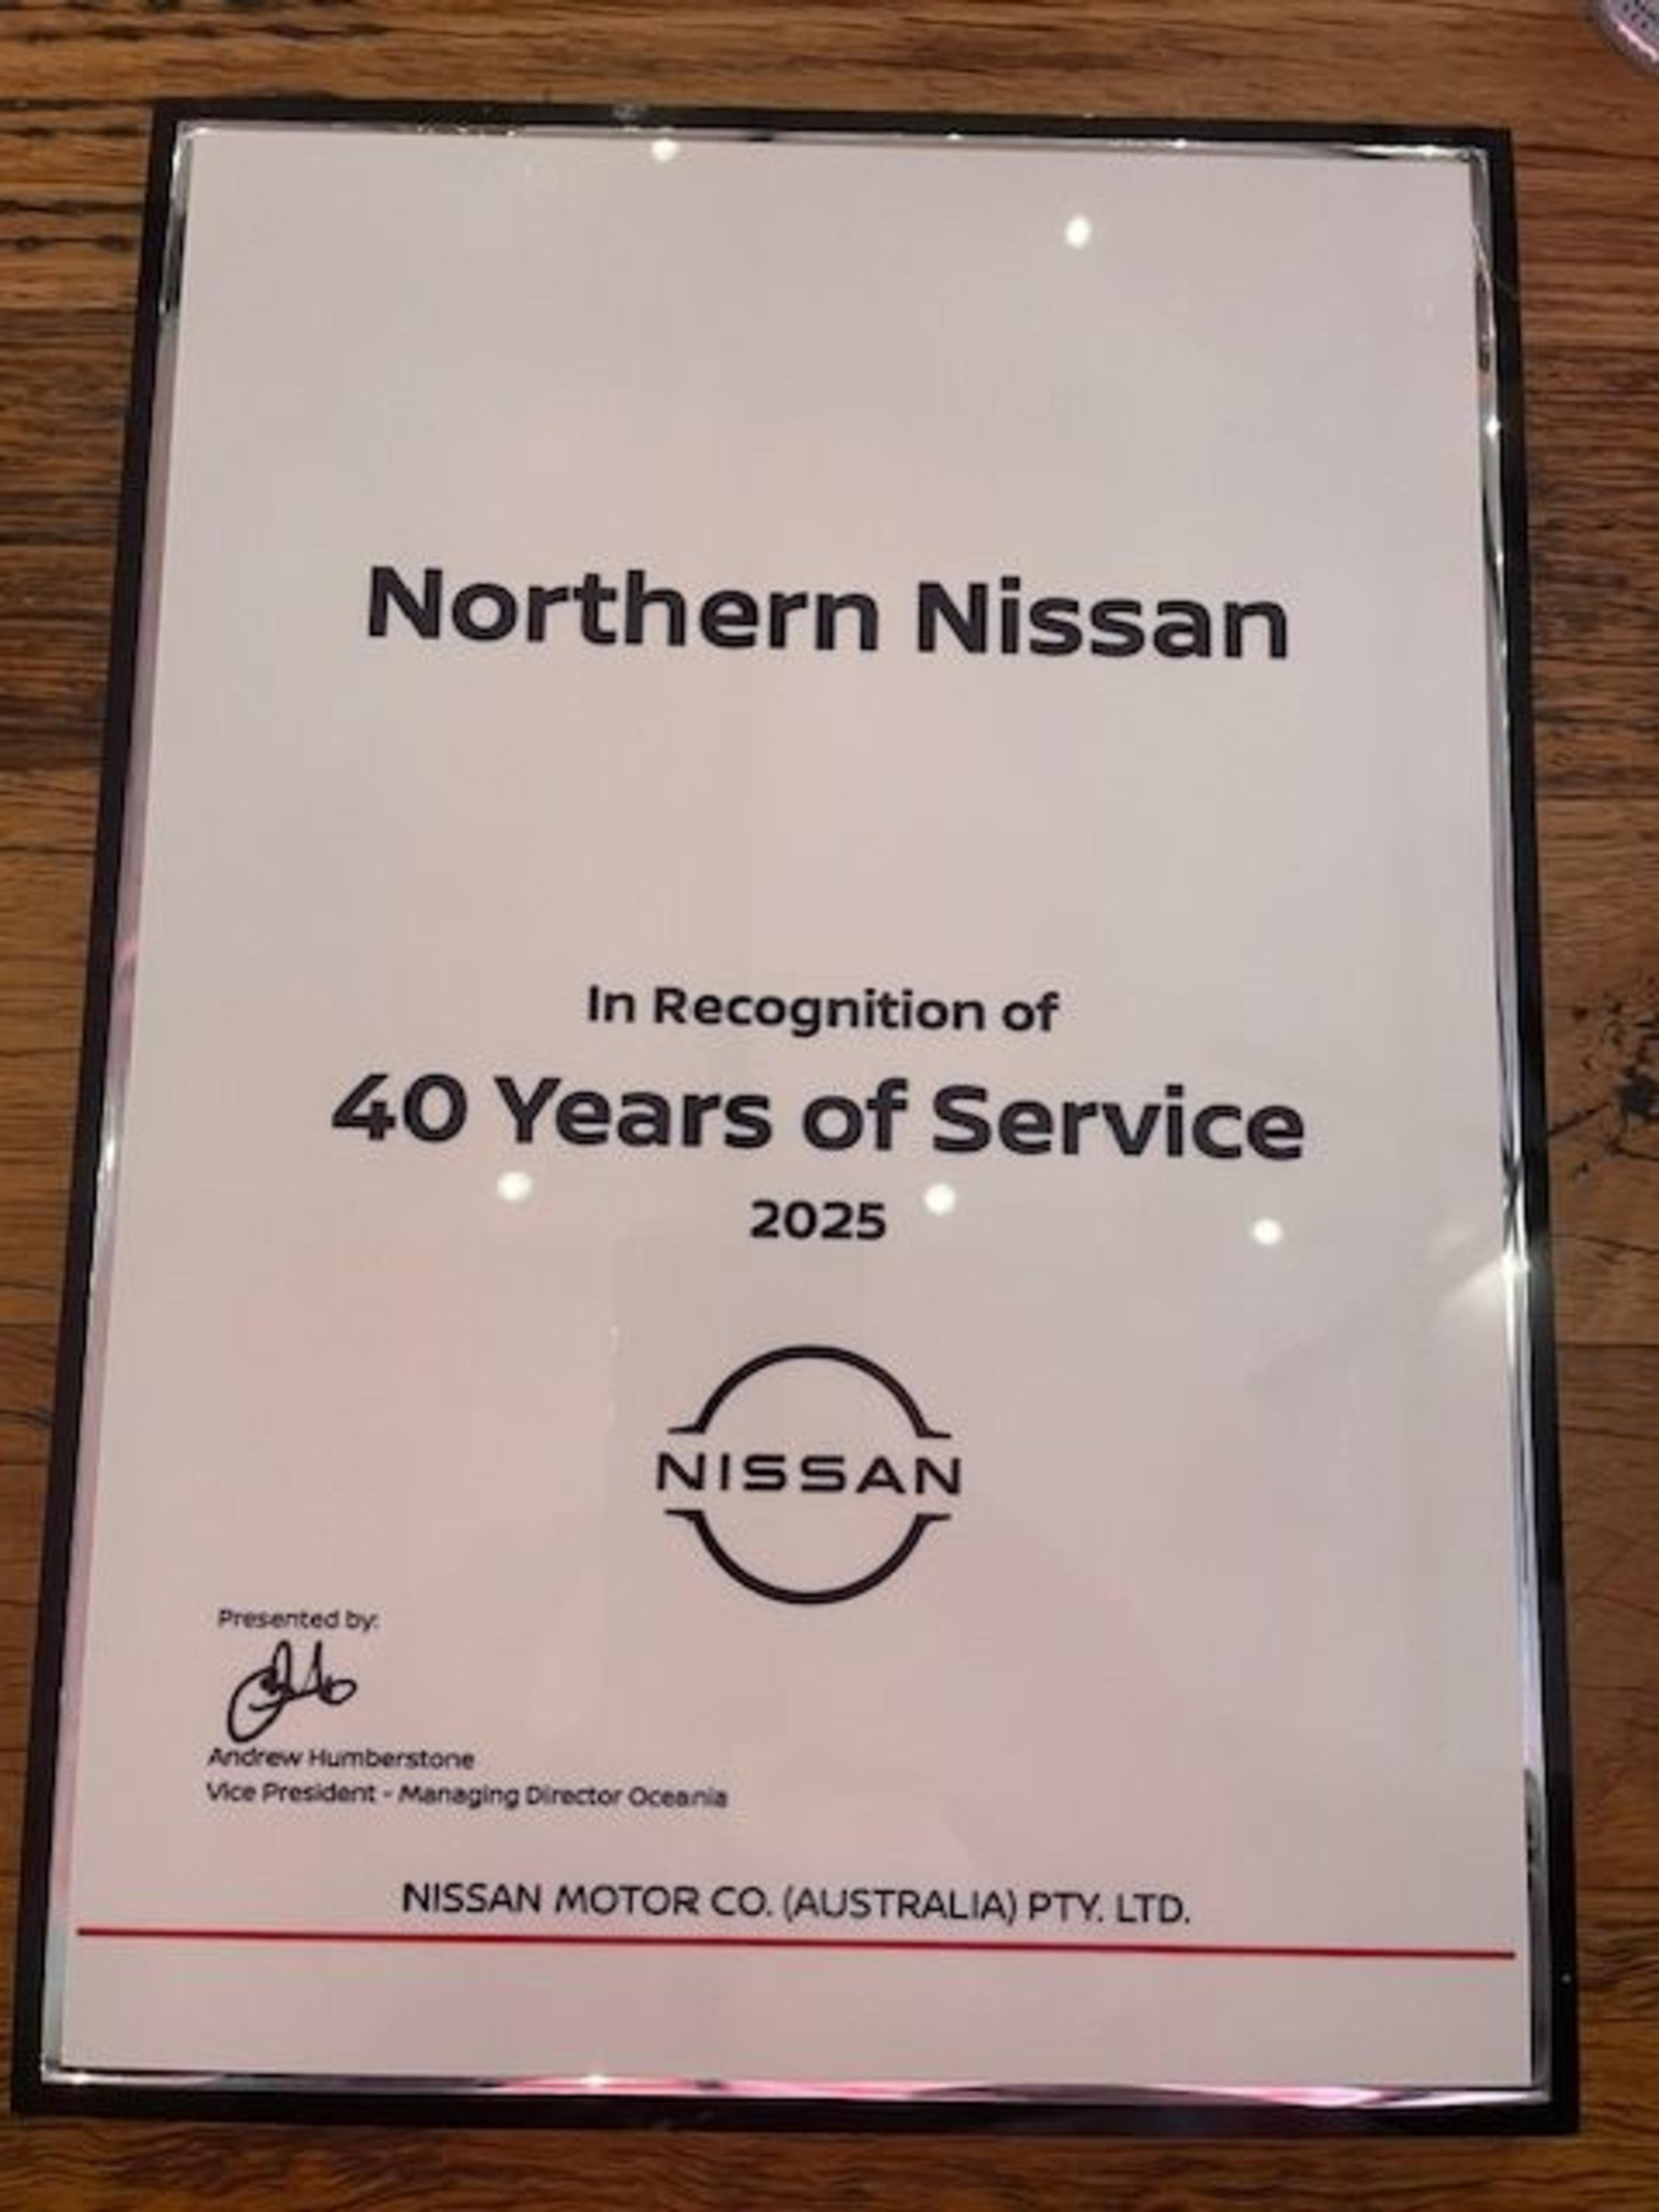 Northern Nissan
In Recognition of
40 Years of Service
2025
NISSAN
Presented by:
Andrew Humberstone
Vice President - Managing Director Oceania
NISSAN MOTOR CO. (AUSTRALIA) PTY. LTD.